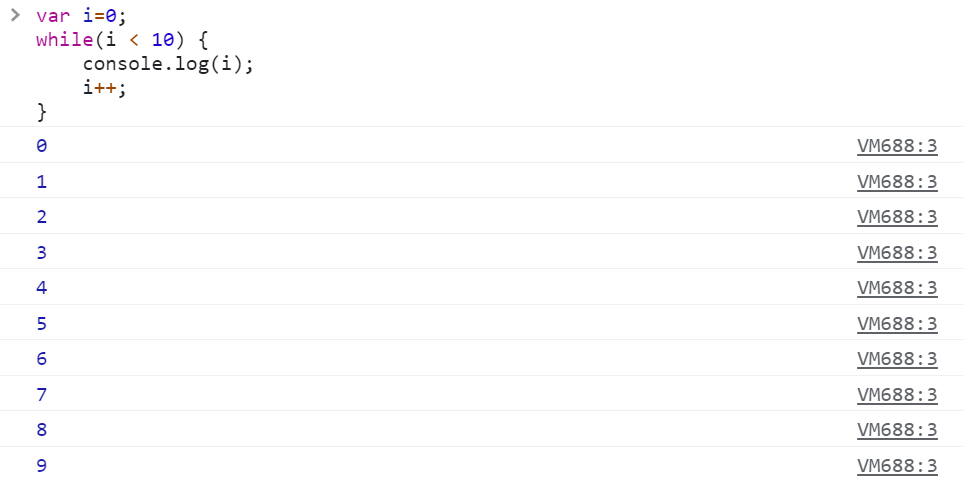 > var i=0;
while(i < 10) {
    console.log(i);
    i++;
}
0 VM688:3
1 VM688:3
2 VM688:3
3 VM688:3
4 VM688:3
5 VM688:3
6 VM688:3
7 VM688:3
8 VM688:3
9 VM688:3